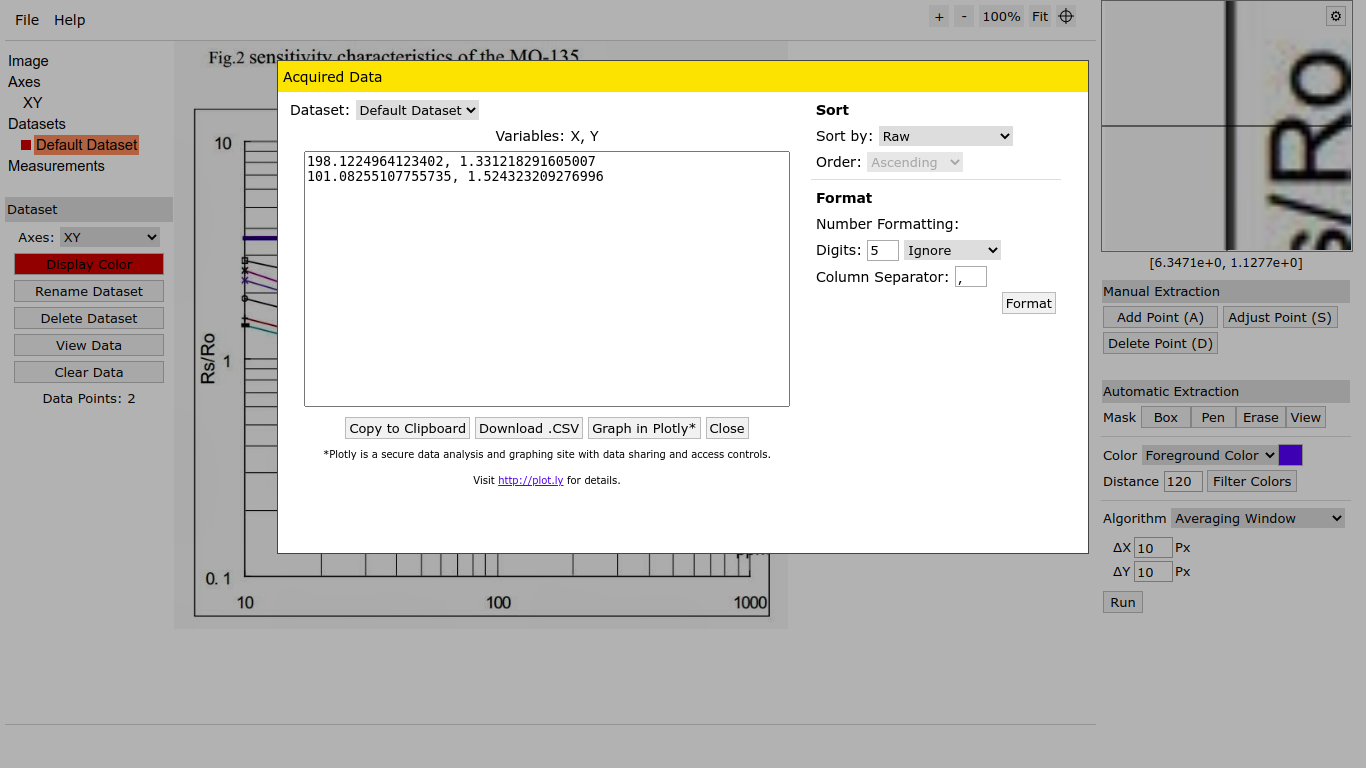 File Help
+ - 100% Fit
Image
Axes
XY
Datasets
Default Dataset
Measurements
Dataset
Axes: XY
Display Color
Rename Dataset
Delete Dataset
View Data
Clear Data
Data Points: 2
Fig.2 sensitivity characteristics of the MQ-135
10
Rs/Ro
1
0.1
10 100 1000
Acquired Data
Dataset: Default Dataset
Variables: X, Y
198.1224964123402, 1.331218291605007
101.08255107755735, 1.524323209276996
Copy to Clipboard Download .CSV Graph in Plotly* Close
*Plotly is a secure data analysis and graphing site with data sharing and access controls.
Visit http://plot.ly for details.
Sort
Sort by: Raw
Order: Ascending
Format
Number Formatting:
Digits: 5 Ignore
Column Separator: ,
Format
s/Ro
[6.3471e+0, 1.1277e+0]
Manual Extraction
Add Point (A) Adjust Point (S)
Delete Point (D)
Automatic Extraction
Mask Box Pen Erase View
Color Foreground Color
Distance 120 Filter Colors
Algorithm Averaging Window
ΔX 10 Px
ΔY 10 Px
Run